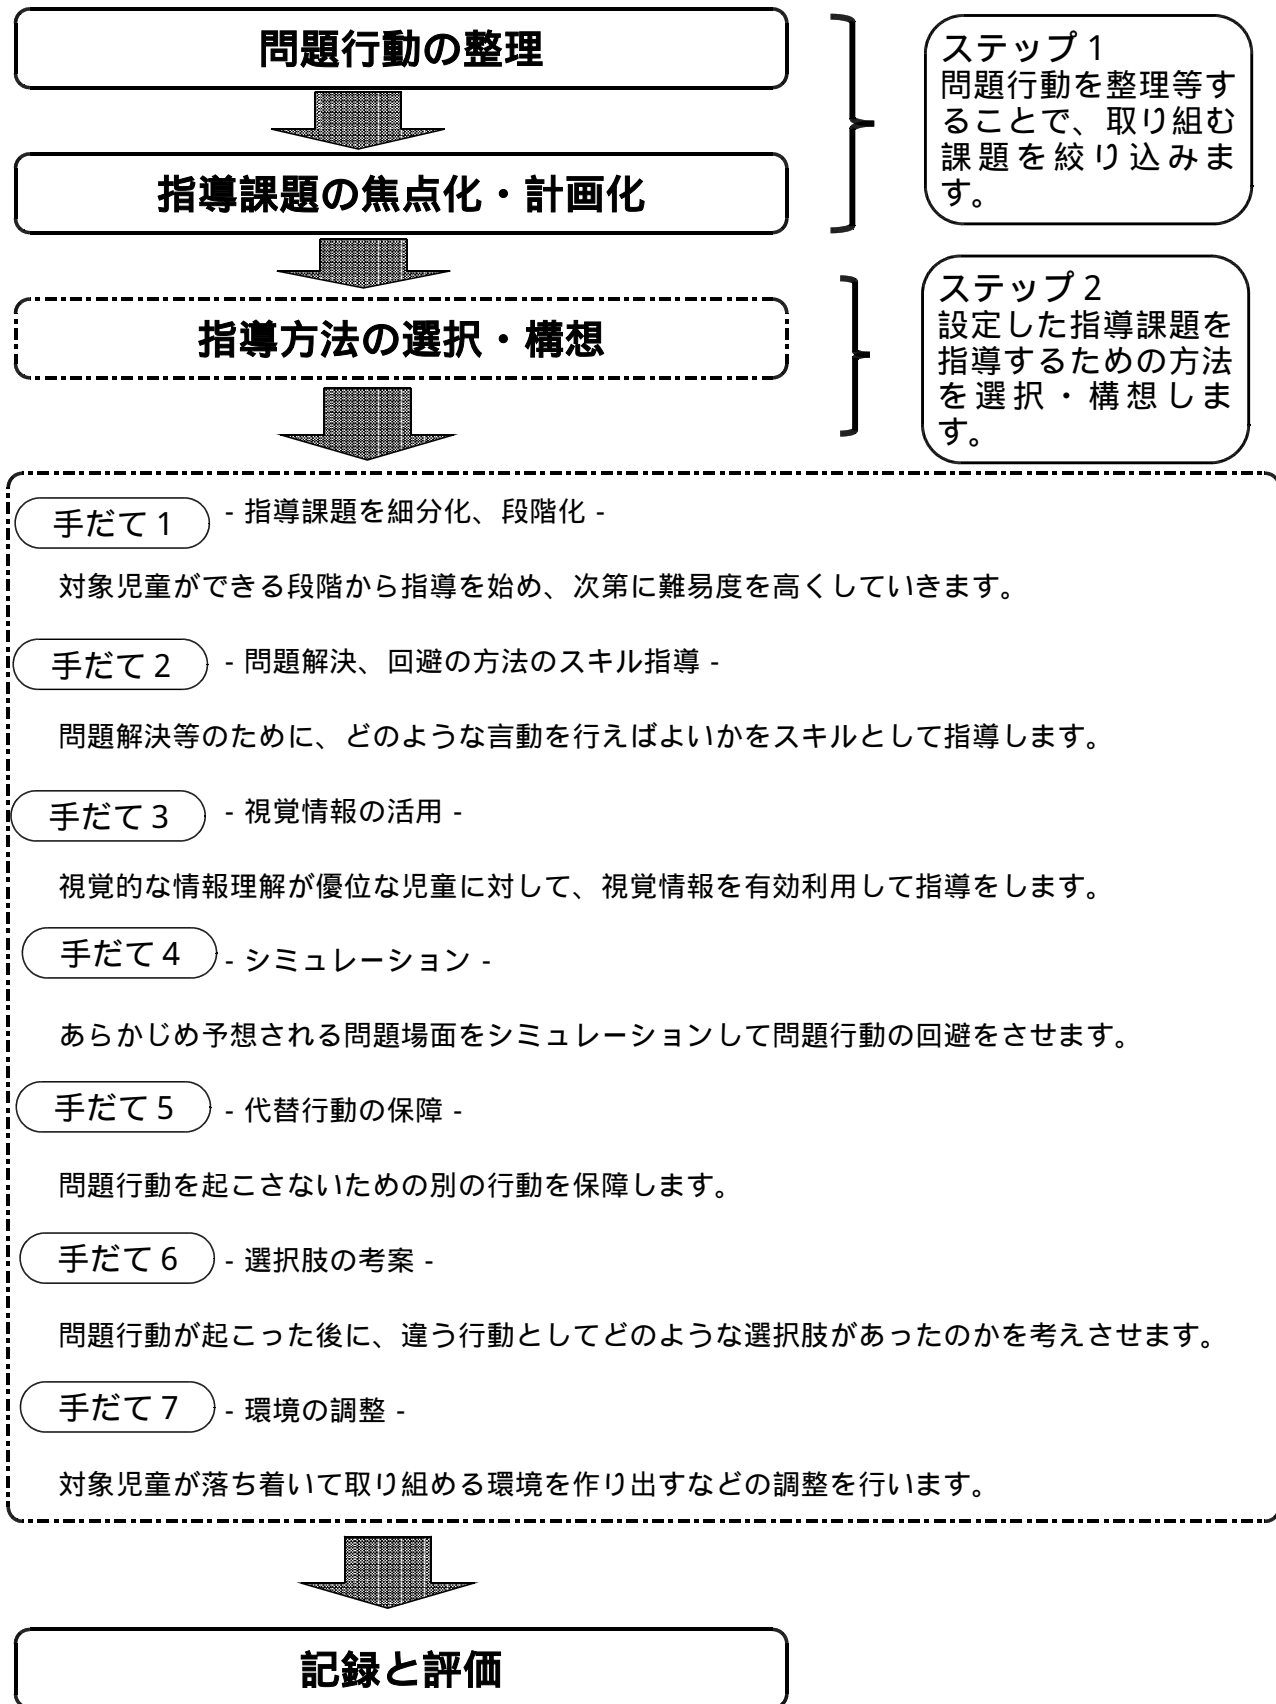 問題行動の整理
ステップ1
問題行動を整理等す
ることで、取り組む
課題を絞り込みま
す。
指導課題の焦点化・計画化
指導方法の選択・構想
ステップ2
設定した指導課題を
指導するための方法
を選択・構想しま
す。
手だて1 - 指導課題を細分化、段階化 -
対象児童ができる段階から指導を始め、次第に難易度を高くしていきます。
手だて2 - 問題解決、回避の方法のスキル指導 -
問題解決等のために、どのような言動を行えばよいかをスキルとして指導します。
手だて3 - 視覚情報の活用 -
視覚的な情報理解が優位な児童に対して、視覚情報を有効利用して指導をします。
手だて4 - シミュレーション -
あらかじめ予想される問題場面をシミュレーションして問題行動の回避をさせます。
手だて5 - 代替行動の保障 -
問題行動を起こさないための別の行動を保障します。
手だて6 - 選択肢の考案 -
問題行動が起こった後に、違う行動としてどのような選択肢があったのかを考えさせます。
手だて7 - 環境の調整 -
対象児童が落ち着いて取り組める環境を作り出すなどの調整を行います。
記録と評価